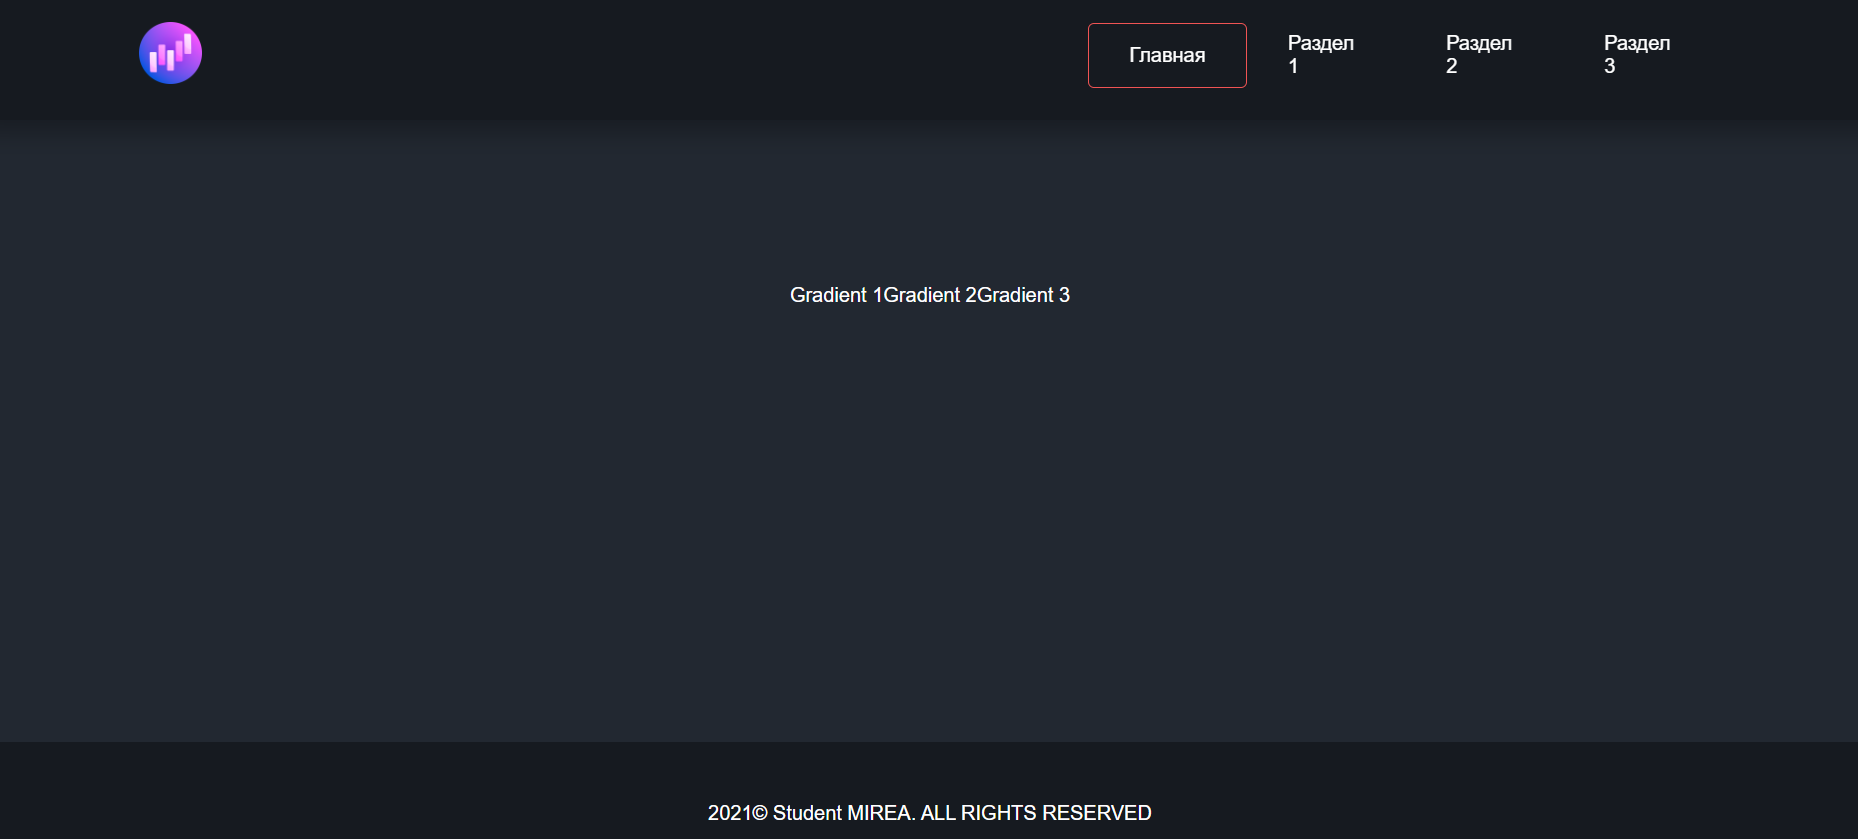 Главная
Раздел
1
Раздел
2
Раздел
3
Gradient 1Gradient 2Gradient 3
2021© Student MIREA. ALL RIGHTS RESERVED